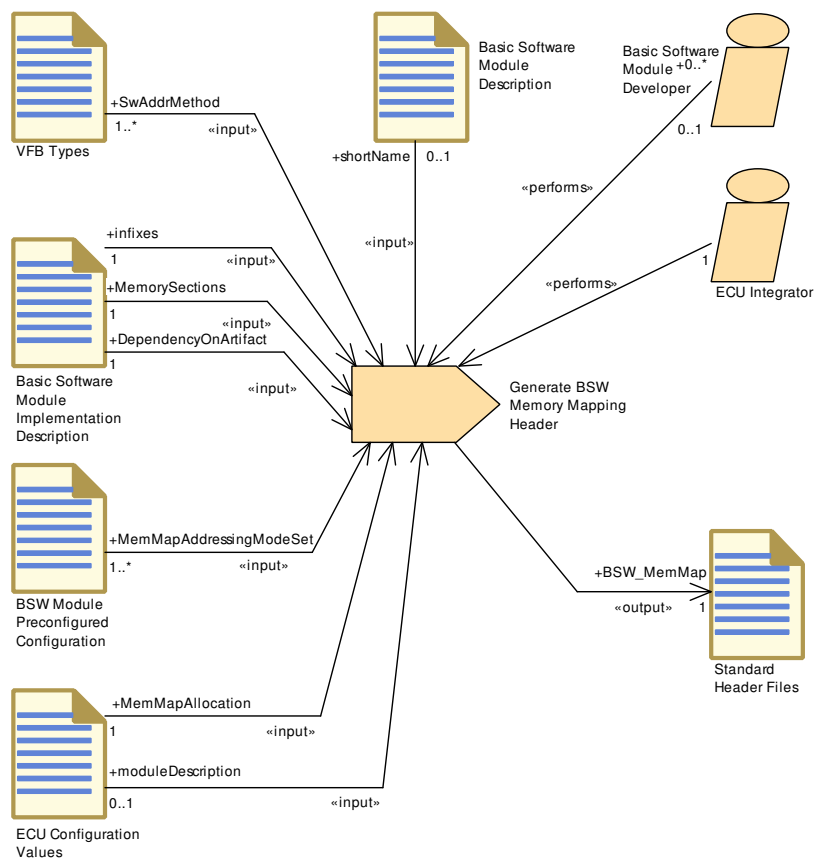 Basic Software
Module
Description
Basic Software
Module
Developer
+0..*
0..1
+SwAddrMethod
1..*
«input»
VFB Types
+shortName
0..1
«input»
«performs»
+infixes
1
«input»
+MemorySections
1
«input»
+DependencyOnArtifact
1
«input»
Basic Software
Module
Implementation
Description
1
«performs»
ECU Integrator
Generate BSW
Memory Mapping
Header
+MemMapAddressingModeSet
1..*
«input»
BSW Module
Preconfigured
Configuration
+BSW_MemMap
«output»
1
Standard
Header Files
+MemMapAllocation
1
«input»
+moduleDescription
0..1
«input»
ECU Configuration
Values